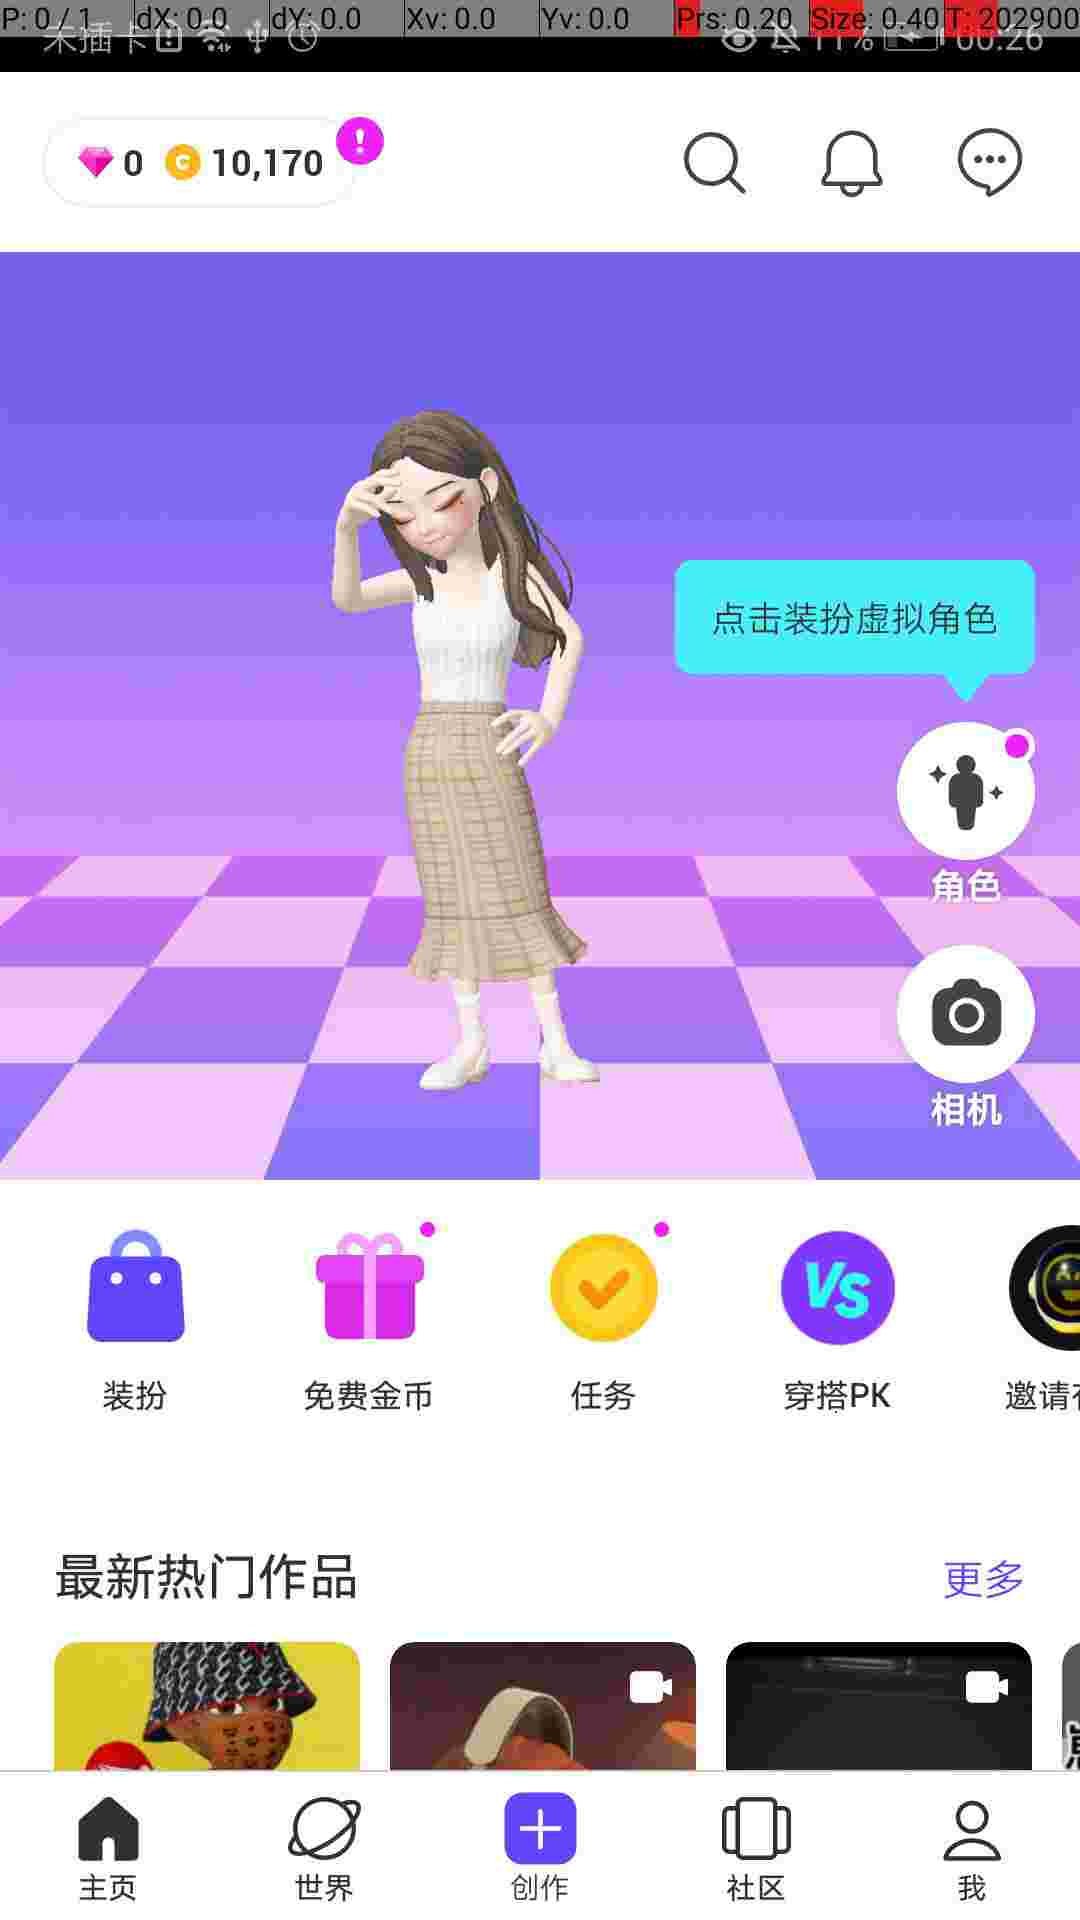 P: 0 / 1 dX: 0.0 dY: 0.0 Xv: 0.0 Yv: 0.0 Prs: 0.20 Size: 0.40 T: 202900
未插卡 11% 00:26
0 C 10,170
点击装扮虚拟角色
角色
相机
VS
装扮 免费金币 任务 穿搭PK 邀请
最新热门作品 更多
主页 世界 创作 社区 我